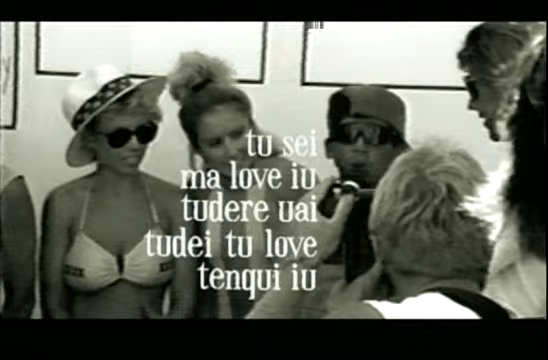 tu sei
ma love iu
tudere uai
tudei tu love
tenqui iu